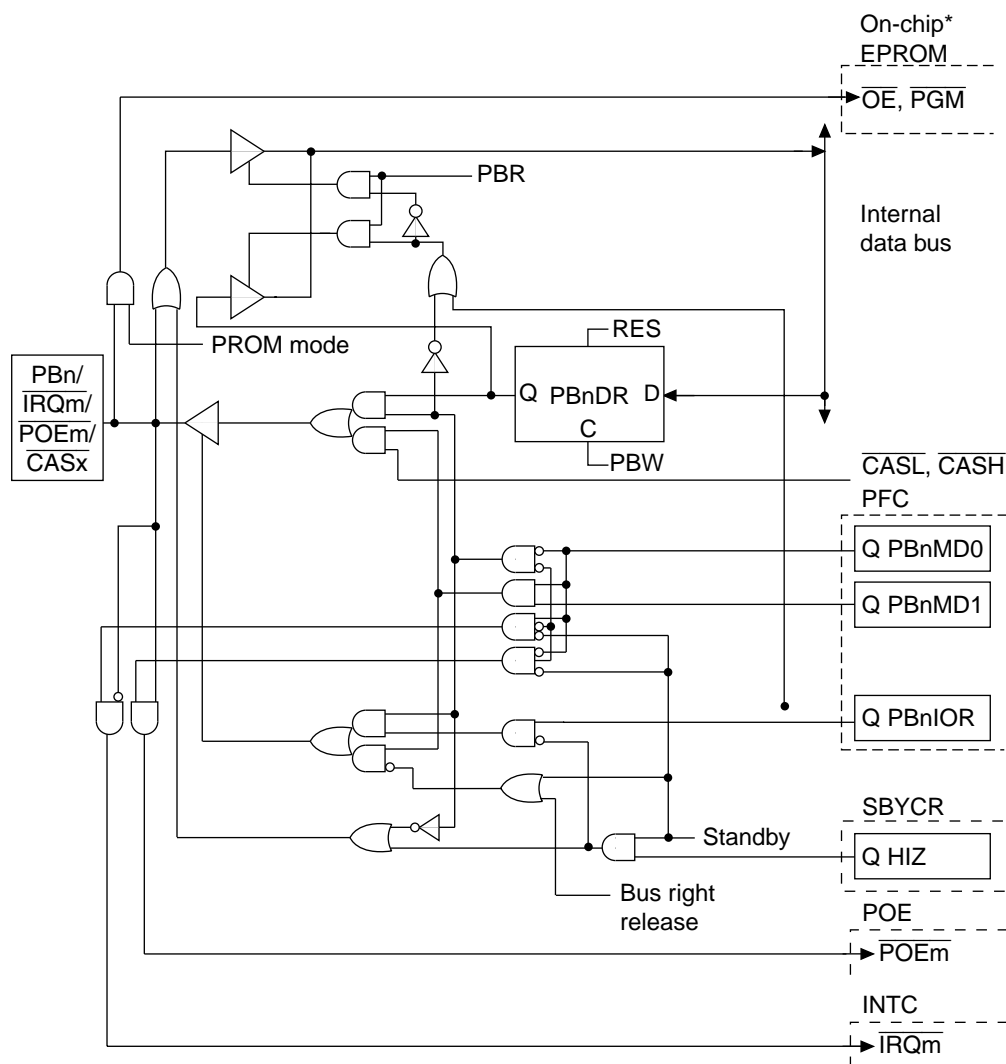 On-chip*
EPROM
OE, PGM
PBR
Internal
data bus
PROM mode
RES
Q PBnDR D
C
PBW
PBn/
IRQm/
POEm/
CASx
CASL, CASH
PFC
Q PBnMD0
Q PBnMD1
Q PBnIOR
SBYCR
Standby
Q HIZ
Bus right
release
POE
POEm
INTC
IRQm